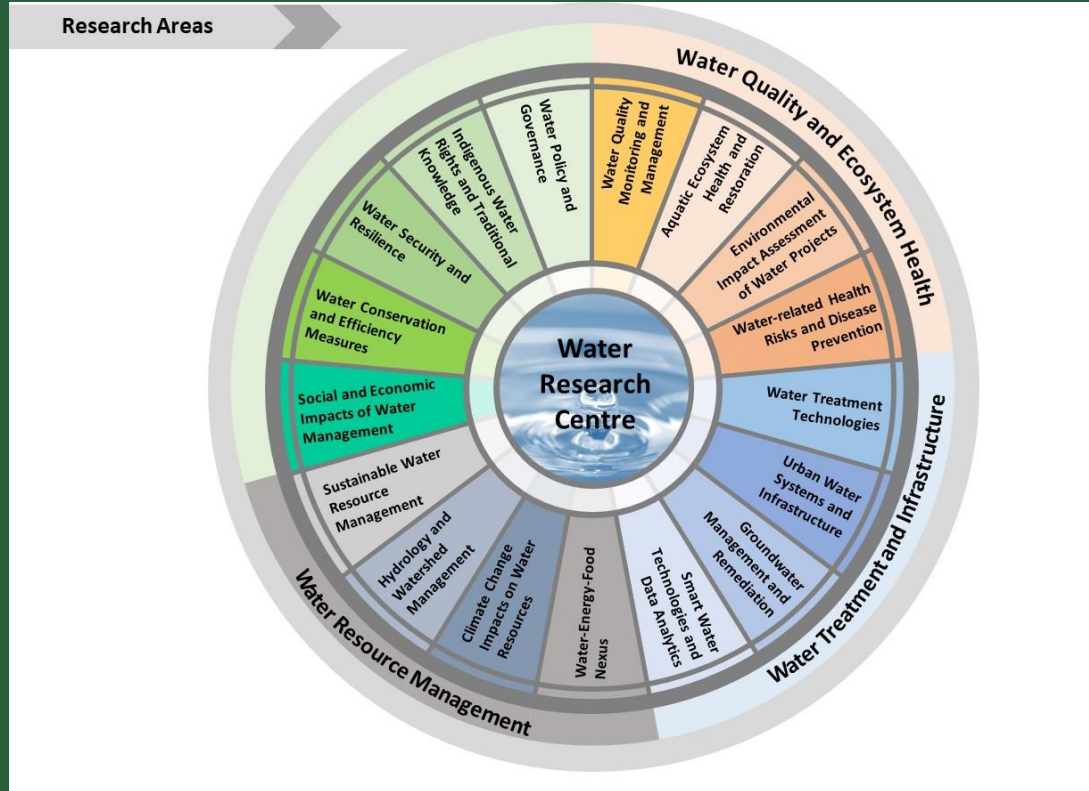 Research Areas
Water Quality and Ecosystem Health
Water Quality
Monitoring and
Management
Aquatic Ecosystem
Health and
Restoration
Environmental
Impact Assessment
of Water Projects
Water-related Health
Risks and Disease
Prevention
Water Treatment and Infrastructure
Water Treatment
Technologies
Urban Water
Systems and
Infrastructure
Groundwater
Management and
Remediation
Smart Water
Technologies and
Data Analytics
Water Resource Management
Water-Energy-Food
Nexus
Climate Change
Impacts on Water
Resources
Hydrology and
Watershed
Management
Sustainable Water
Resource
Management
Social and Economic
Impacts of Water
Management
Water Conservation
and Efficiency
Measures
Water Security and
Resilience
Indigenous Water
Rights and Traditional
Knowledge
Water Policy and
Governance
Water
Research
Centre